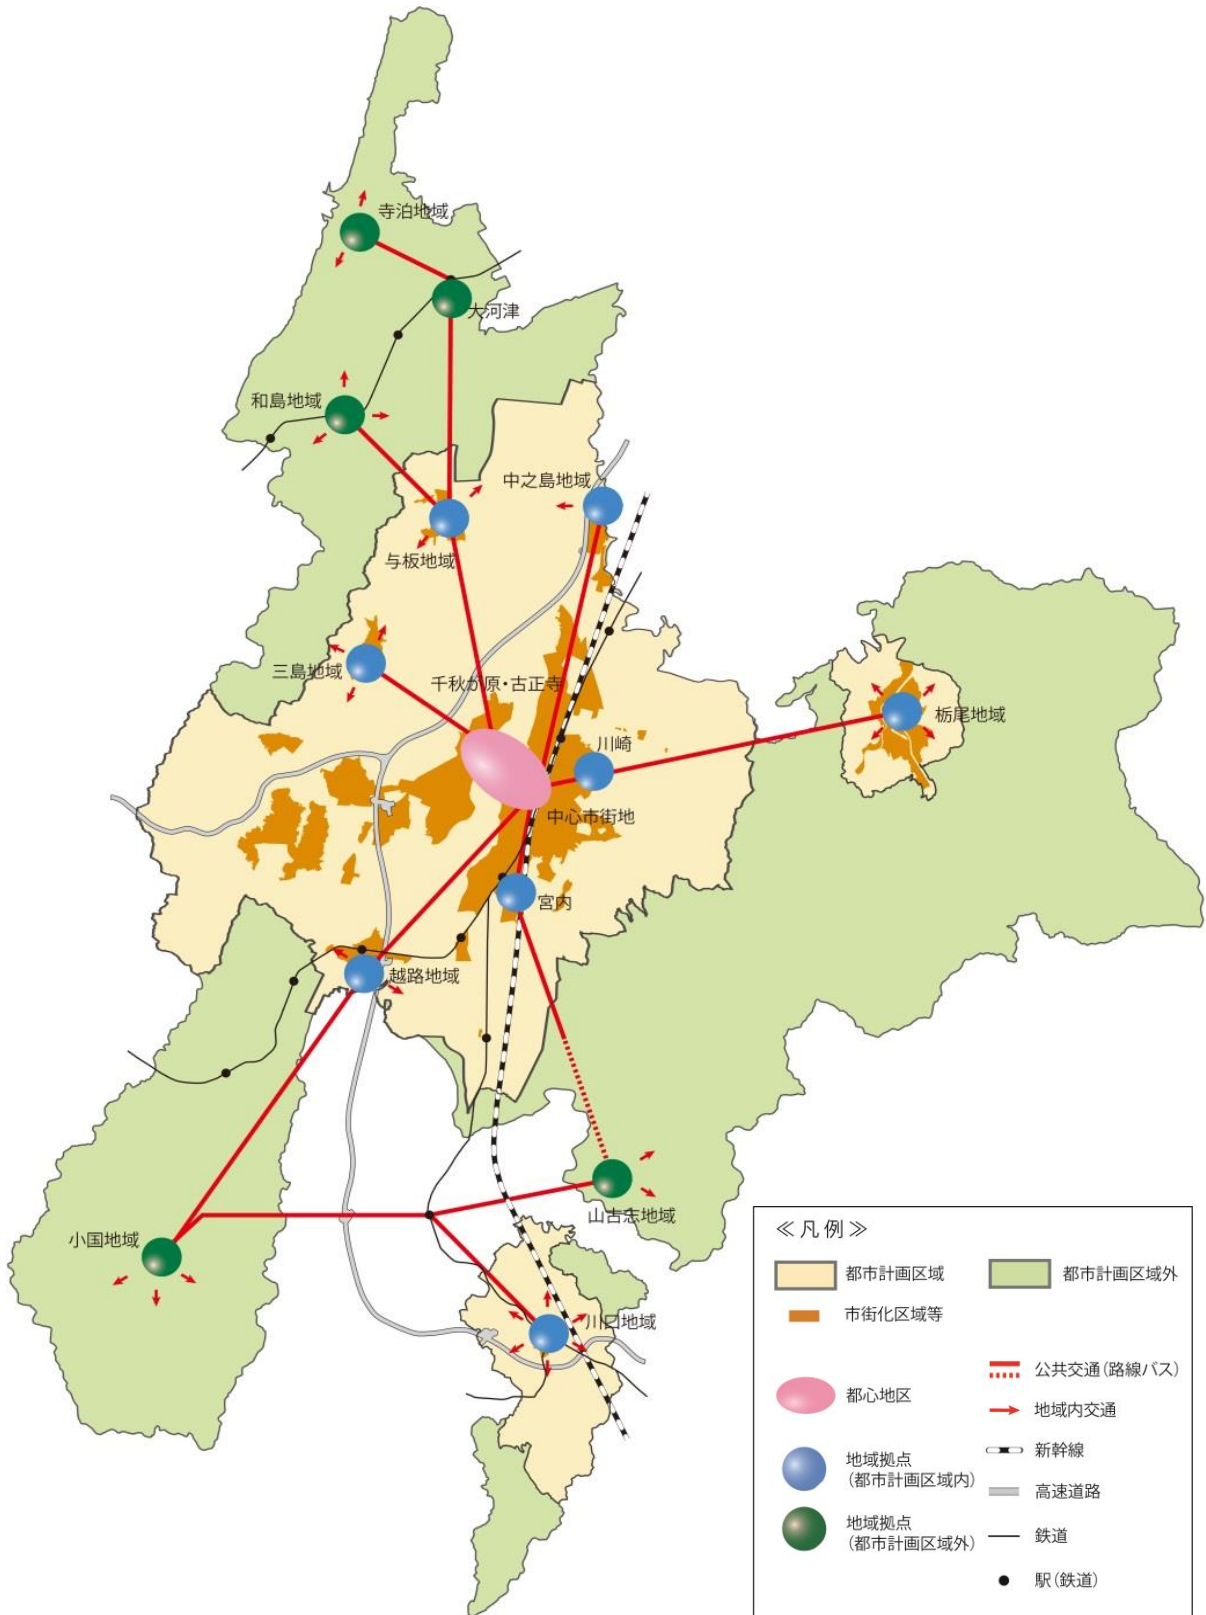 寺泊地域
大河津
和島地域
中之島地域
与板地域
三島地域
千秋が原・古正寺
栃尾地域
川崎
中心市街地
宮内
越路地域
山古志地域
小国地域
川口地域
≪凡例≫
都市計画区域
都市計画区域外
市街化区域等
公共交通(路線バス)
都心地区
地域内交通
新幹線
地域拠点
(都市計画区域内)
高速道路
地域拠点
(都市計画区域外)
鉄道
駅(鉄道)